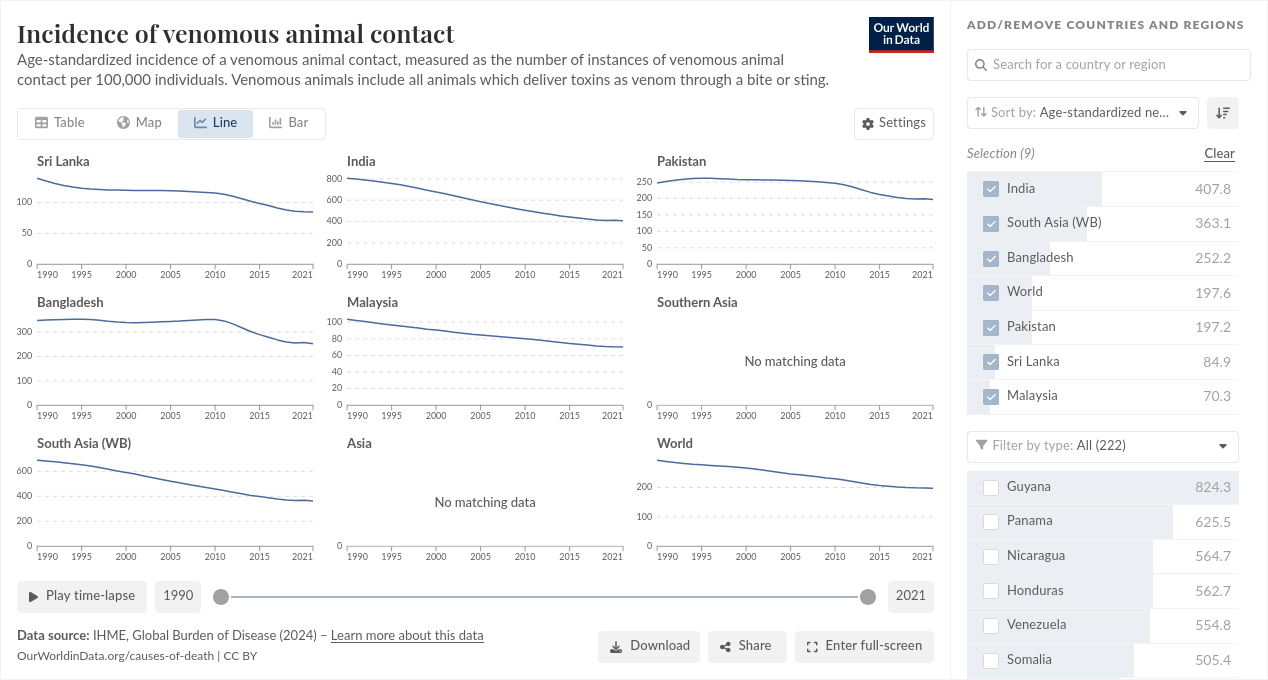 Incidence of venomous animal contact
Age-standardized incidence of a venomous animal contact, measured as the number of instances of venomous animal
contact per 100,000 individuals. Venomous animals include all animals which deliver toxins as venom through a bite or sting.
Our World
in Data
Table
Map
Line
Bar
Settings
Sri Lanka
100
50
0
1990 1995 2000 2005 2010 2015 2021
India
800
600
400
200
0
1990 1995 2000 2005 2010 2015 2021
Pakistan
250
200
150
100
50
0
1990 1995 2000 2005 2010 2015 2021
Bangladesh
300
200
100
0
1990 1995 2000 2005 2010 2015 2021
Malaysia
100
80
60
40
20
0
1990 1995 2000 2005 2010 2015 2021
Southern Asia
No matching data
0
1990 1995 2000 2005 2010 2015 2021
South Asia (WB)
600
400
200
0
1990 1995 2000 2005 2010 2015 2021
Asia
No matching data
0
1990 1995 2000 2005 2010 2015 2021
World
200
100
0
1990 1995 2000 2005 2010 2015 2021
Play time-lapse
1990
2021
Data source: IHME, Global Burden of Disease (2024) – Learn more about this data
OurWorldinData.org/causes-of-death | CC BY
Download
Share
Enter full-screen
ADD/REMOVE COUNTRIES AND REGIONS
Search for a country or region
Sort by: Age-standardized ne...
Selection (9)
Clear
India 407.8
South Asia (WB) 363.1
Bangladesh 252.2
World 197.6
Pakistan 197.2
Sri Lanka 84.9
Malaysia 70.3
Filter by type: All (222)
Guyana 824.3
Panama 625.5
Nicaragua 564.7
Honduras 562.7
Venezuela 554.8
Somalia 505.4